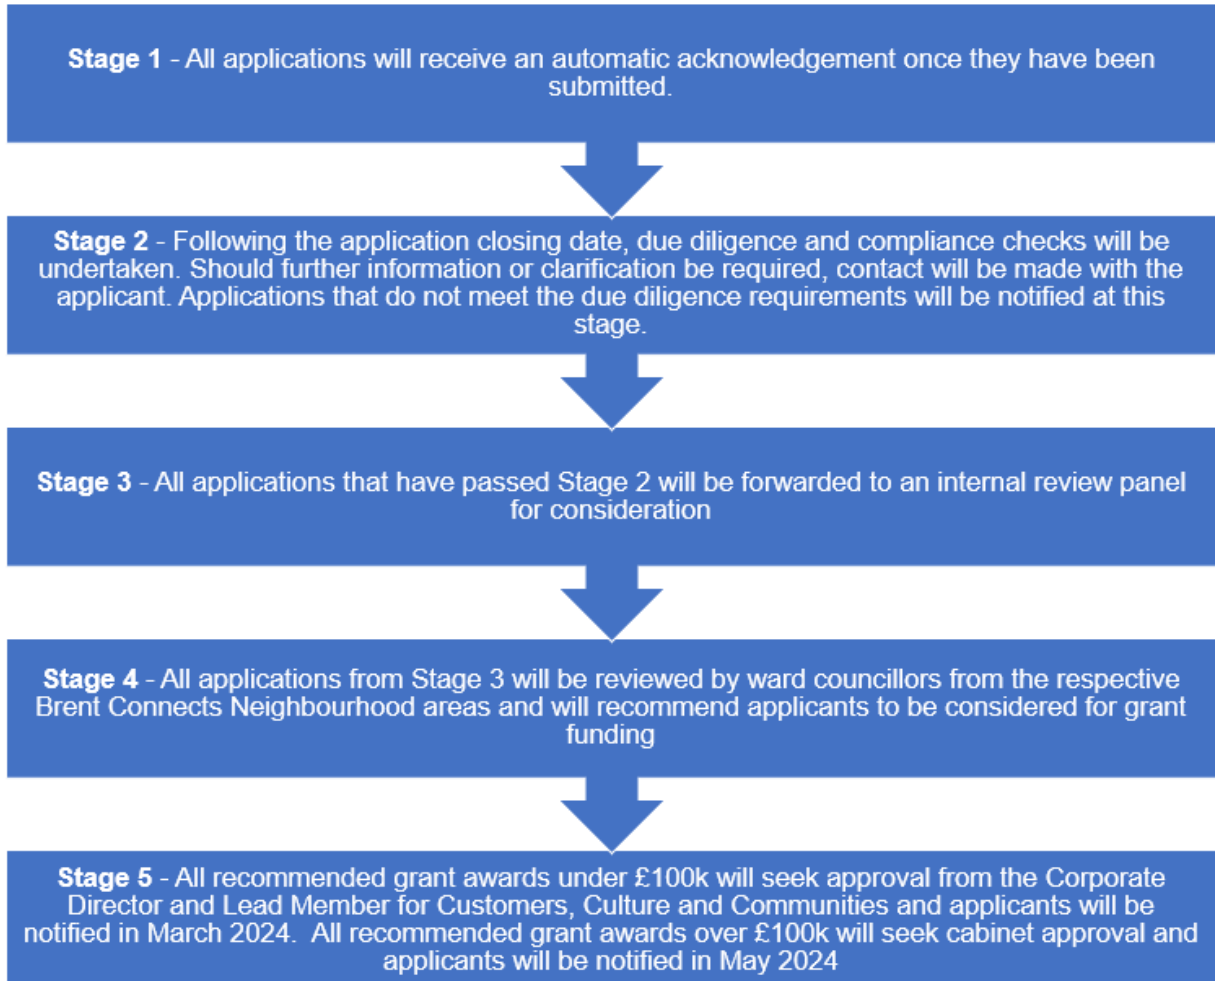 Stage 1 - All applications will receive an automatic acknowledgement once they have been
submitted.
Stage 2 - Following the application closing date, due diligence and compliance checks will be
undertaken. Should further information or clarification be required, contact will be made with the
applicant. Applications that do not meet the due diligence requirements will be notified at this
stage.
Stage 3 - All applications that have passed Stage 2 will be forwarded to an internal review panel
for consideration
Stage 4 - All applications from Stage 3 will be reviewed by ward councillors from the respective
Brent Connects Neighbourhood areas and will recommend applicants to be considered for grant
funding
Stage 5 - All recommended grant awards under £100k will seek approval from the Corporate
Director and Lead Member for Customers, Culture and Communities and applicants will be
notified in March 2024.  All recommended grant awards over £100k will seek cabinet approval and
applicants will be notified in May 2024